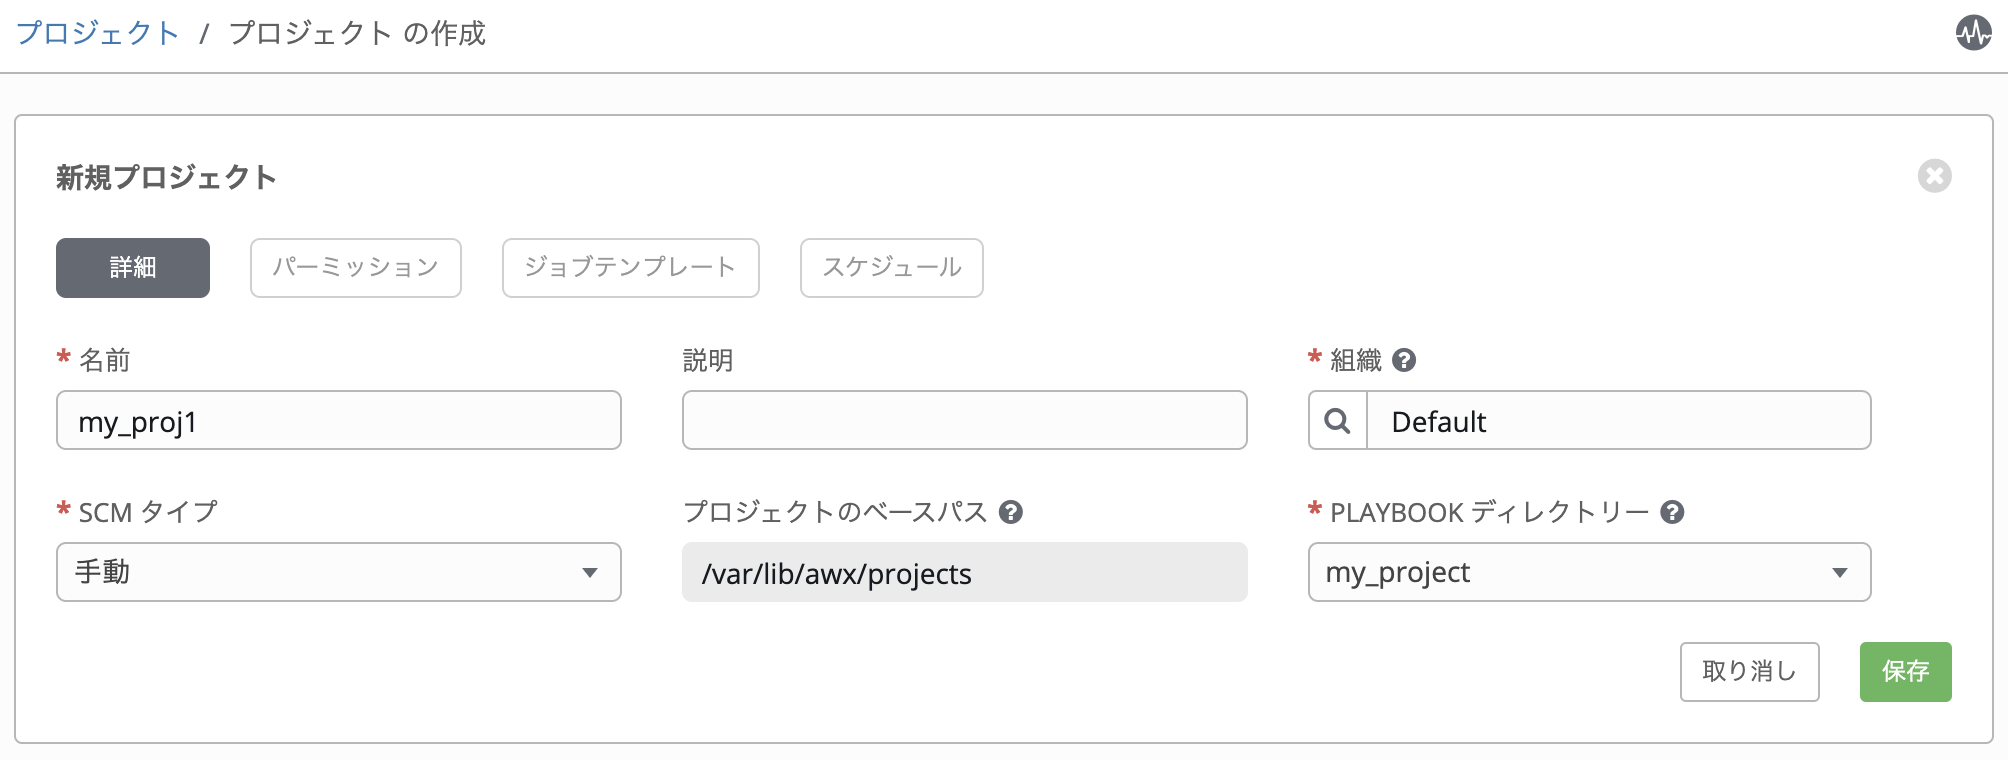 プロジェクト / プロジェクト の作成
新規プロジェクト
詳細 パーミッション ジョブテンプレート スケジュール
* 名前 説明 * 組織 ?
my_proj1 Default
* SCM タイプ プロジェクトのベースパス ? * PLAYBOOK ディレクトリー ?
手動 /var/lib/awx/projects my_project
取り消し 保存